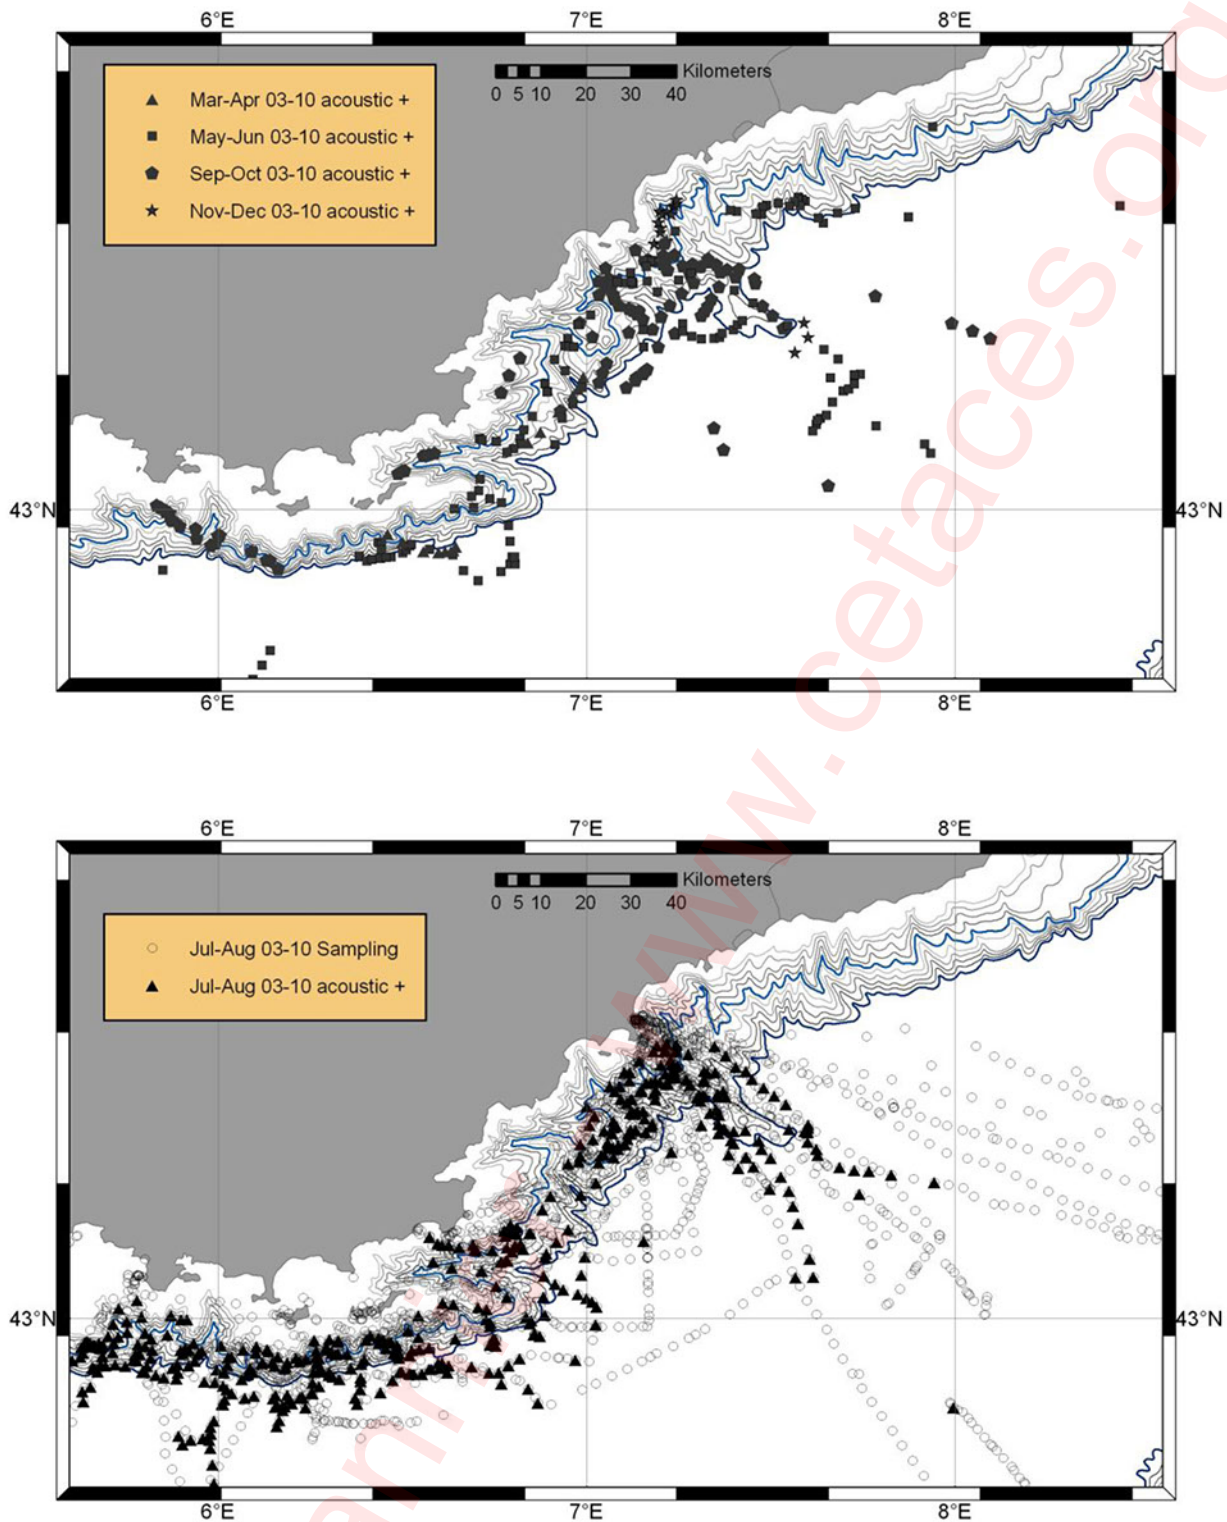 6°E 7°E 8°E
Kilometers
0 5 10 20 30 40
Mar-Apr 03-10 acoustic +
May-Jun 03-10 acoustic +
Sep-Oct 03-10 acoustic +
Nov-Dec 03-10 acoustic +
43°N 43°N
6°E 7°E 8°E
6°E 7°E 8°E
Kilometers
0 5 10 20 30 40
Jul-Aug 03-10 Sampling
Jul-Aug 03-10 acoustic +
43°N 43°N
6°E 7°E 8°E
www.cetaces.org